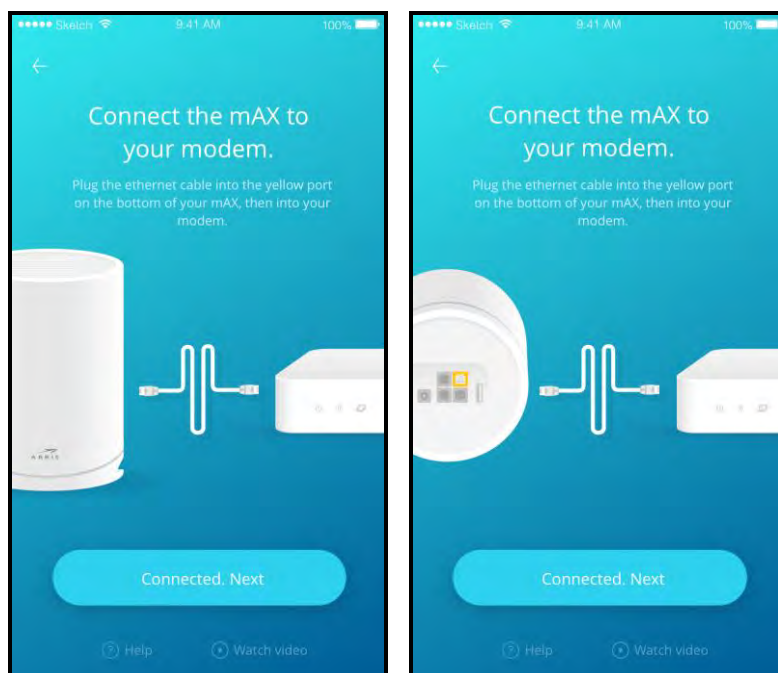 Sketch 9:41 AM 100%
Connect the mAX to
your modem.
Plug the ethernet cable into the yellow port
on the bottom of your mAX, then into your
modem.
ARRIS
Connected. Next
Help Watch video
Sketch 9:41 AM 100%
Connect the mAX to
your modem.
Plug the ethernet cable into the yellow port
on the bottom of your mAX, then into your
modem.
Connected. Next
Help Watch video